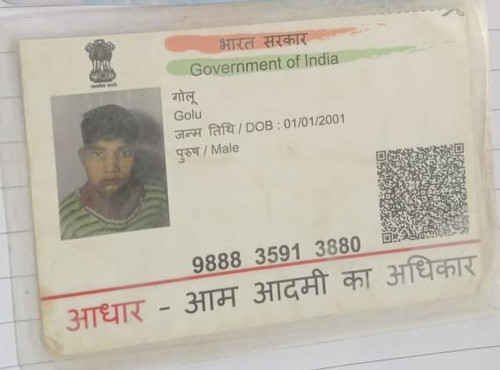 भारत सरकार
Government of India
गोलू
Golu
जन्म तिथि / DOB : 01/01/2001
पुरुष / Male
9888 3591 3880
आधार - आम आदमी का अधिकार